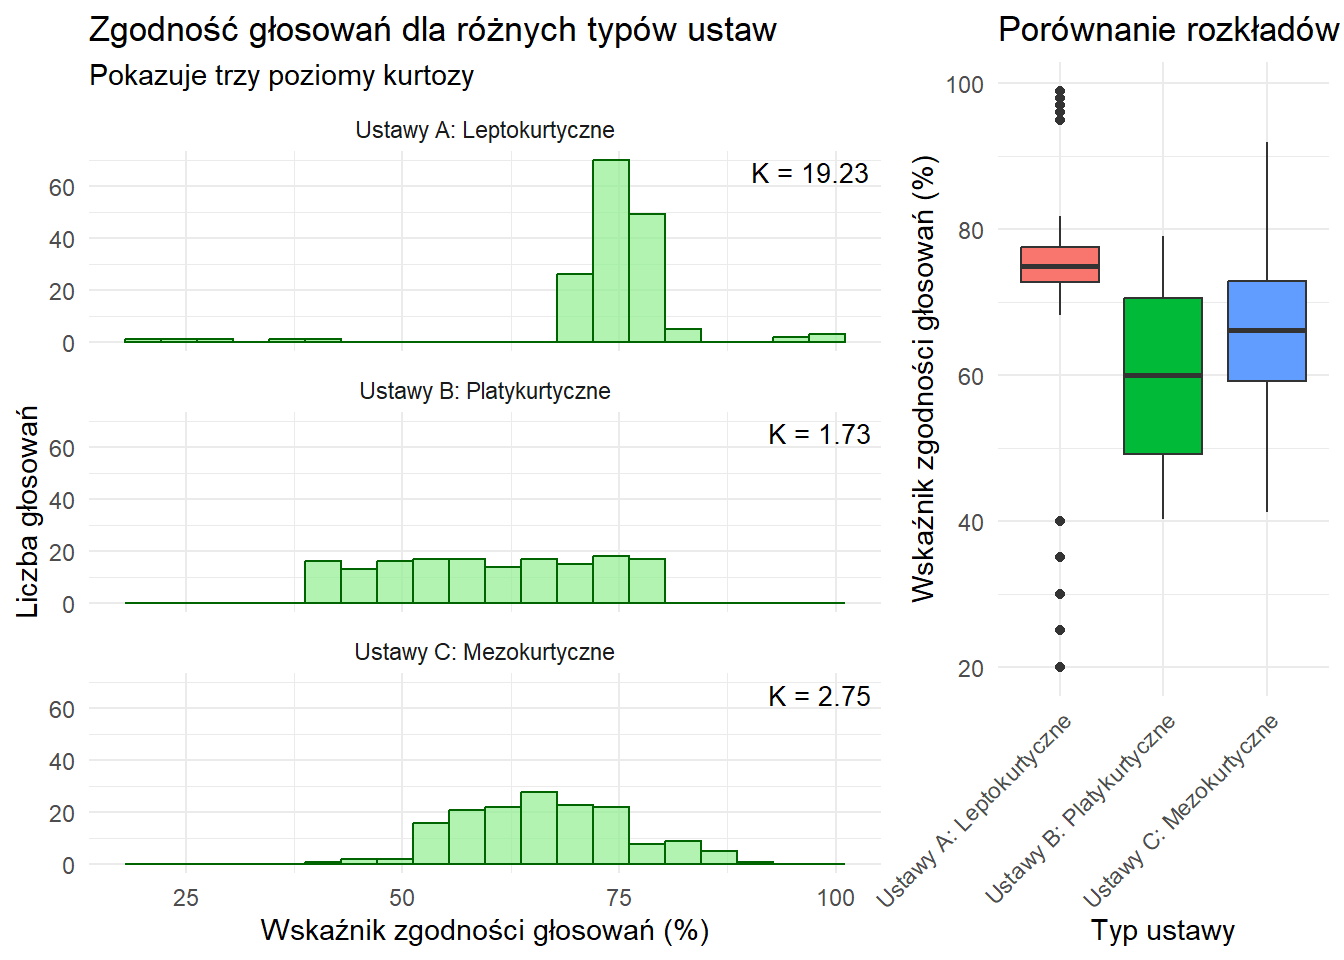 Zgodność głosowań dla różnych typów ustaw
Pokazuje trzy poziomy kurtozy
Ustawy A: Leptokurtyczne
K = 19.23
60
40
20
0
Ustawy B: Platykurtyczne
K = 1.73
60
40
20
0
Ustawy C: Mezokurtyczne
K = 2.75
60
40
20
0
25 50 75 100
Liczba głosowań
Wskaźnik zgodności głosowań (%)
Porównanie rozkładów
100
80
60
40
20
Wskaźnik zgodności głosowań (%)
Ustawy A: Leptokurtyczne
Ustawy B: Platykurtyczne
Ustawy C: Mezokurtyczne
Typ ustawy